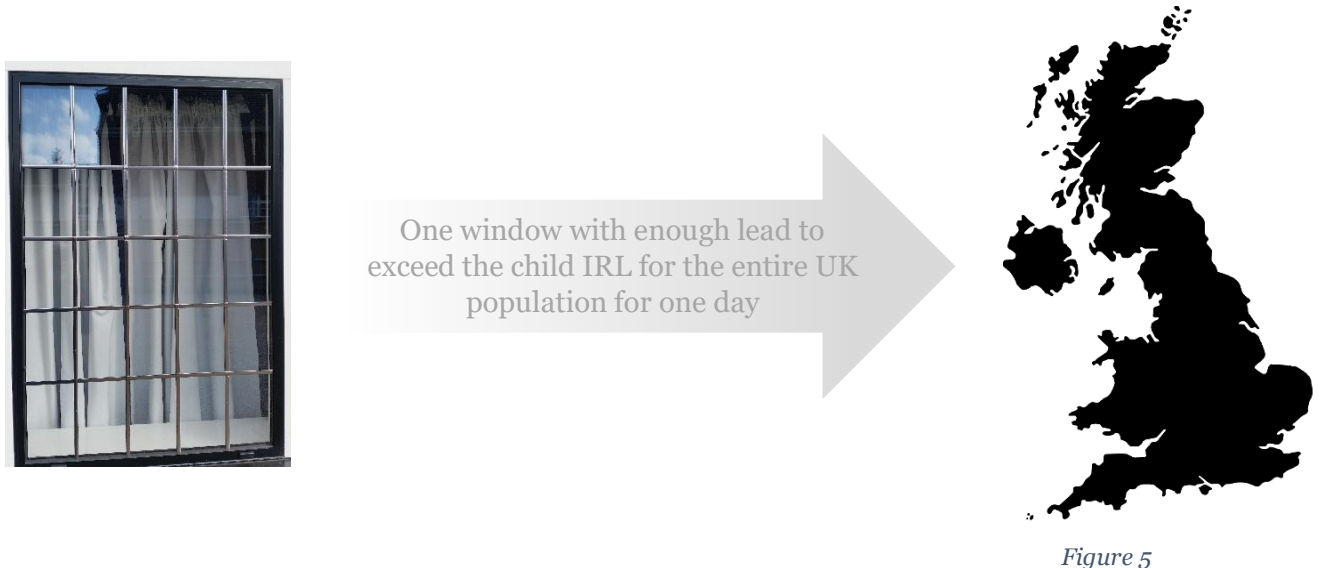 One window with enough lead to
exceed the child IRL for the entire UK
population for one day
Figure 5